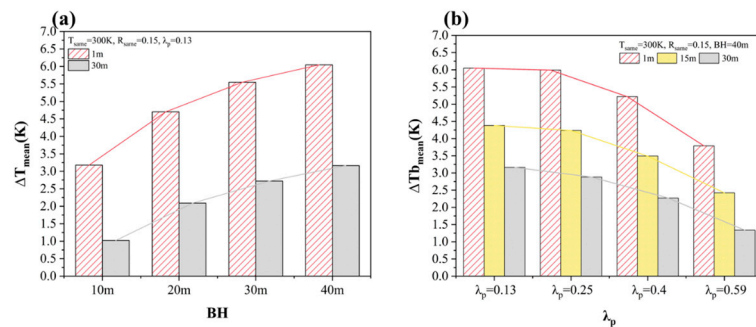 (a)
T_same=300K, R_same=0.15, λ_p=0.13
1m
30m
ΔT_mean(K)
7.0
6.5
6.0
5.5
5.0
4.5
4.0
3.5
3.0
2.5
2.0
1.5
1.0
0.5
0.0
10m 20m 30m 40m
BH
(b)
T_same=300K, R_same=0.15, BH=40m
1m 15m 30m
ΔTb_mean(K)
7.0
6.5
6.0
5.5
5.0
4.5
4.0
3.5
3.0
2.5
2.0
1.5
1.0
0.5
0.0
λ_p=0.13 λ_p=0.25 λ_p=0.4 λ_p=0.59
λ_p